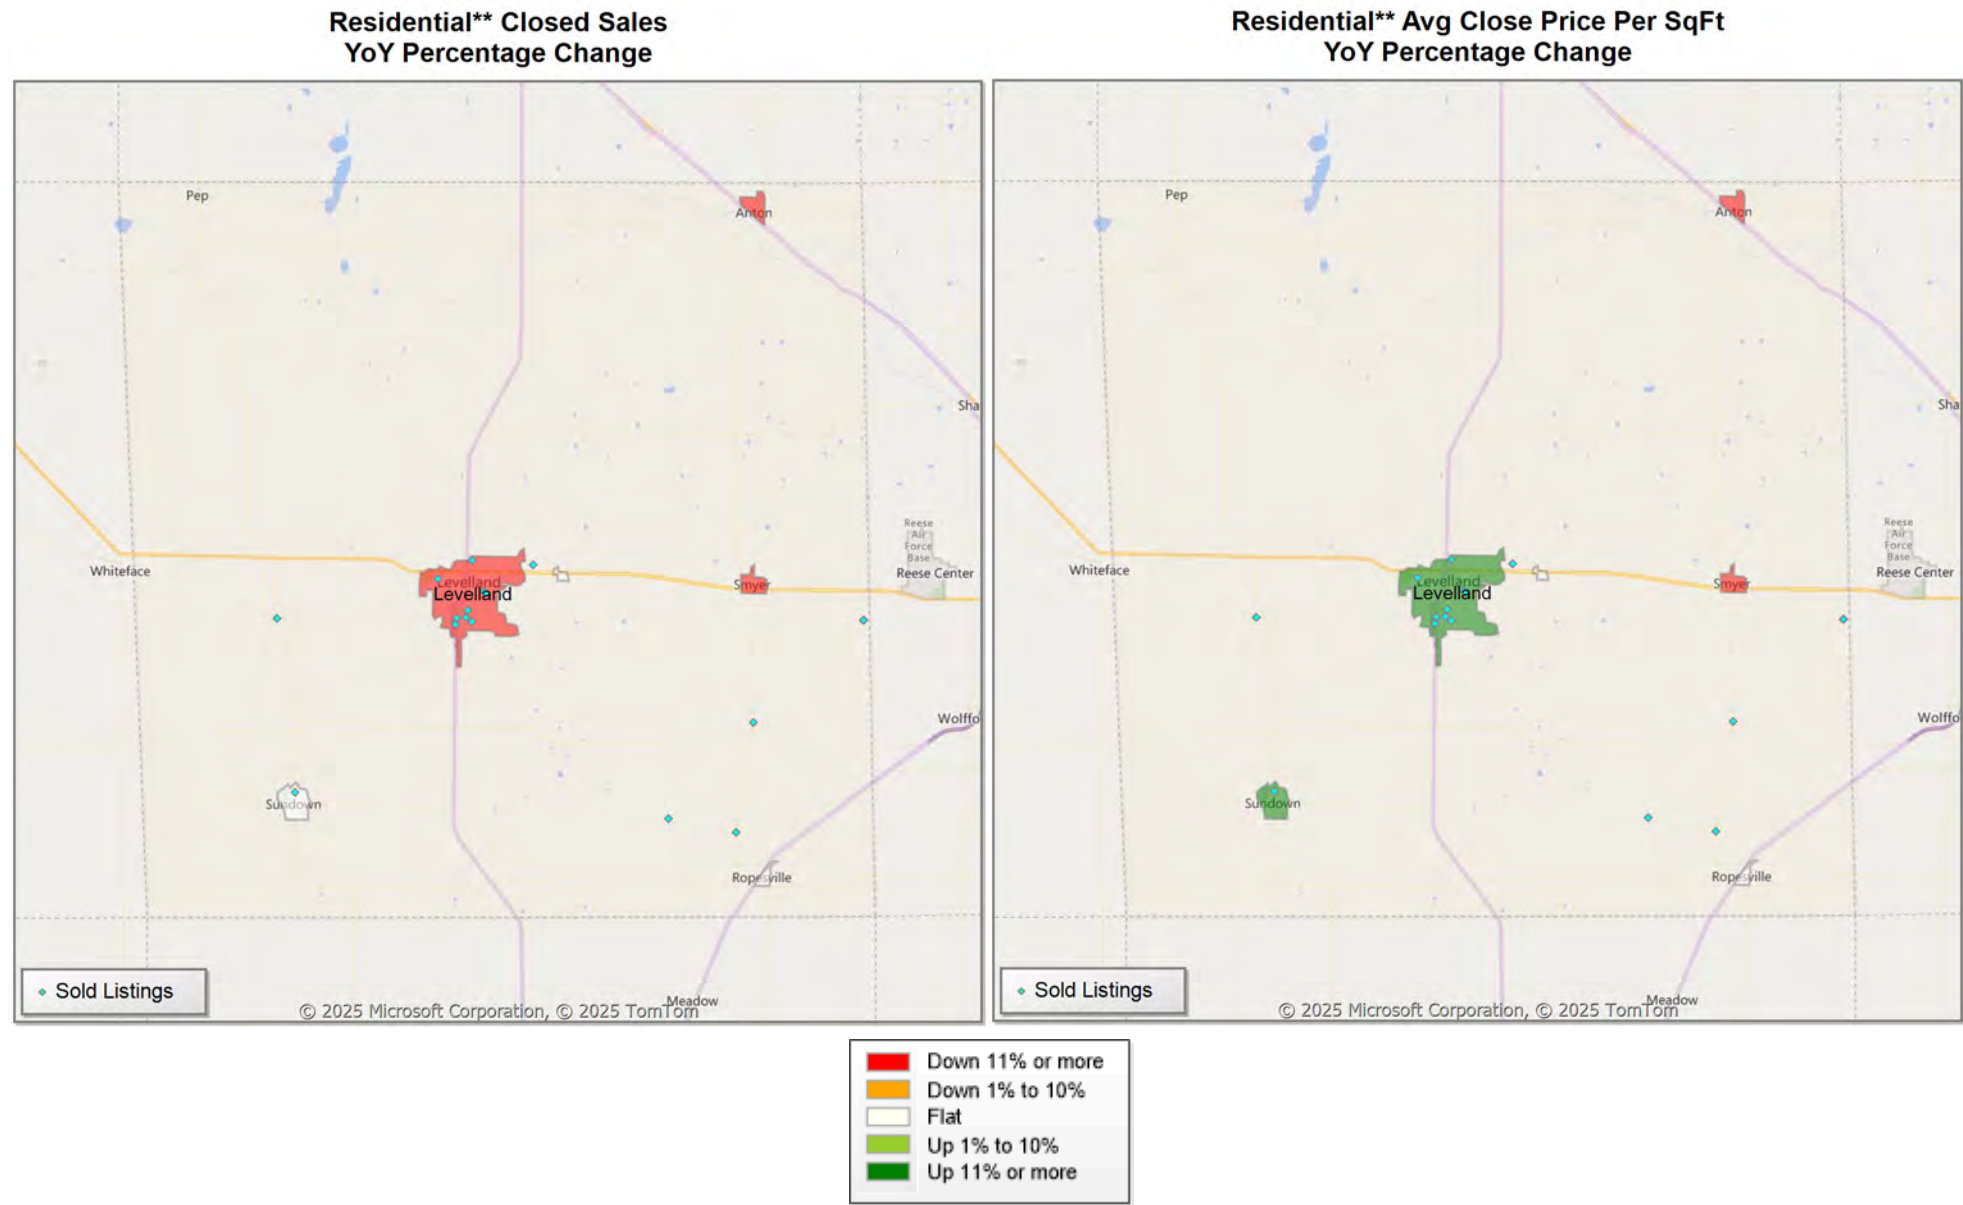 Residential** Closed Sales
YoY Percentage Change
Pep
Anton
Sha
Reese
Air
Force
Base
Reese Center
Whiteface
Levelland
Levelland
Smyer
Wolffo
Sundown
Ropesville
Meadow
Sold Listings
© 2025 Microsoft Corporation, © 2025 TomTom
Residential** Avg Close Price Per SqFt
YoY Percentage Change
Pep
Anton
Sha
Reese
Air
Force
Base
Reese Center
Whiteface
Levelland
Levelland
Smyer
Wolffo
Sundown
Ropesville
Meadow
Sold Listings
© 2025 Microsoft Corporation, © 2025 TomTom
Down 11% or more
Down 1% to 10%
Flat
Up 1% to 10%
Up 11% or more